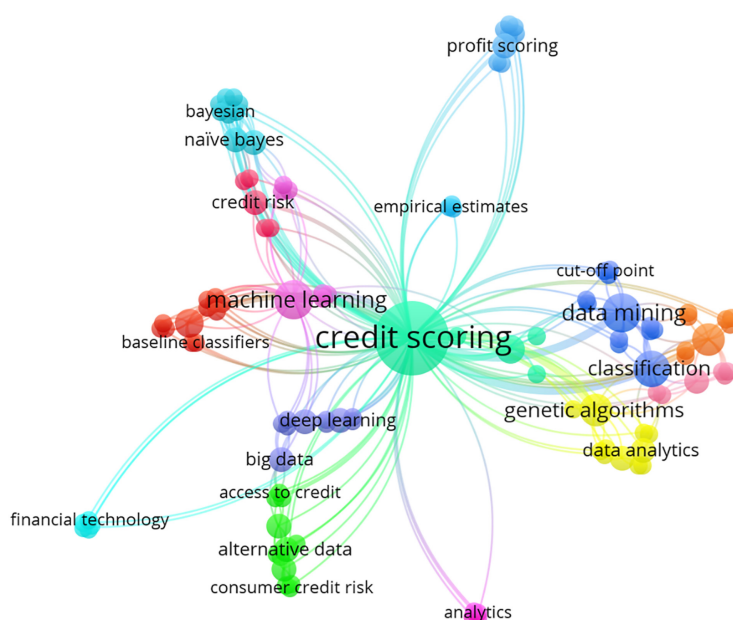 profit scoring
bayesian
naïve bayes
credit risk
empirical estimates
cut-off point
machine learning
data mining
credit scoring
baseline classifiers
classification
genetic algorithms
deep learning
data analytics
big data
access to credit
financial technology
alternative data
consumer credit risk
analytics